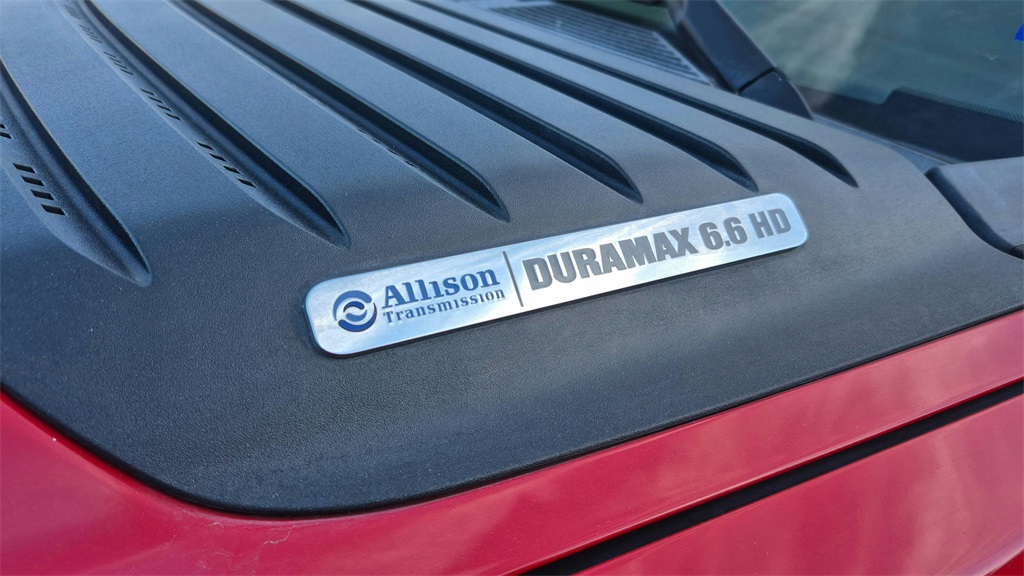 Allison
Transmission
DURAMAX 6.6 HD